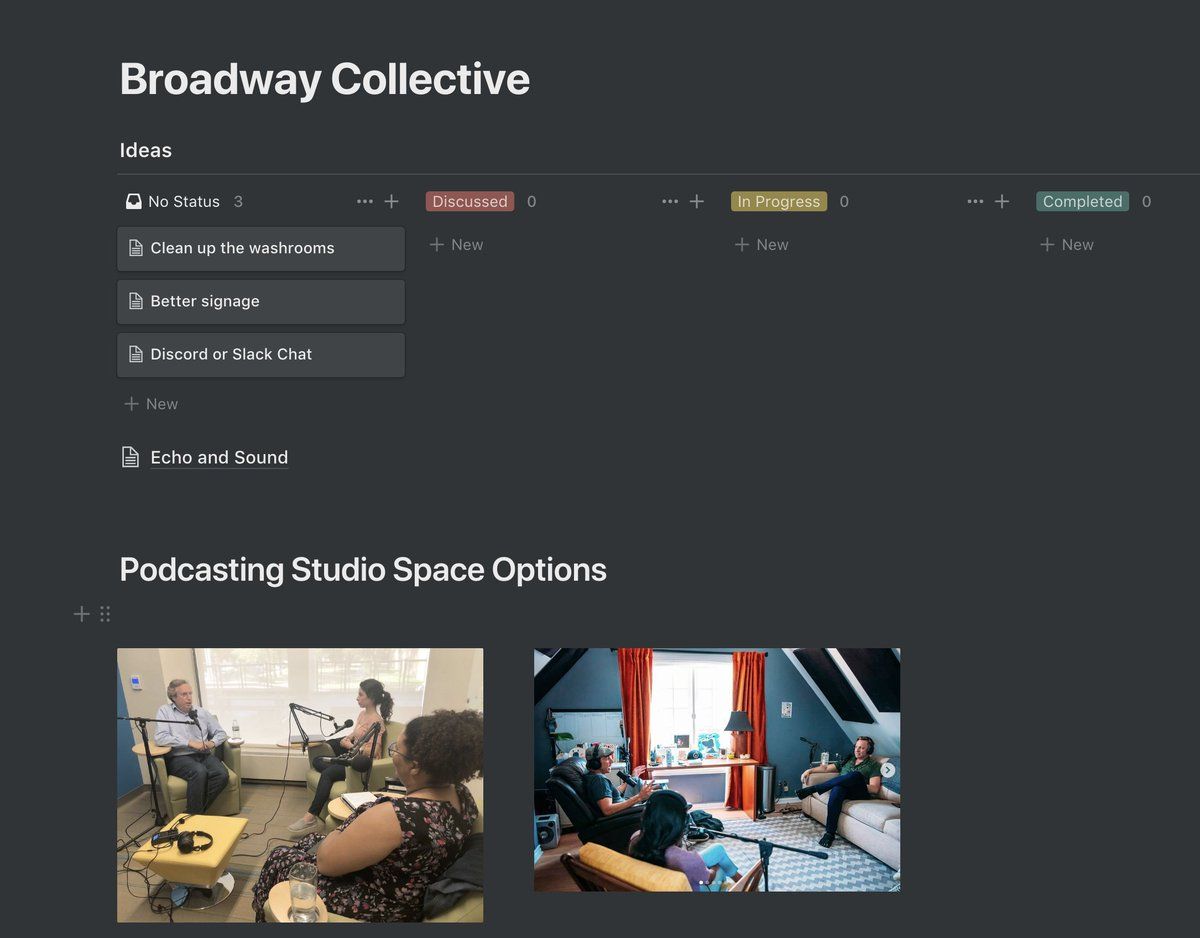 Broadway Collective
Ideas
No Status 3
Discussed 0
In Progress 0
Completed 0
Clean up the washrooms
New
New
New
Better signage
Discord or Slack Chat
New
Echo and Sound
Podcasting Studio Space Options